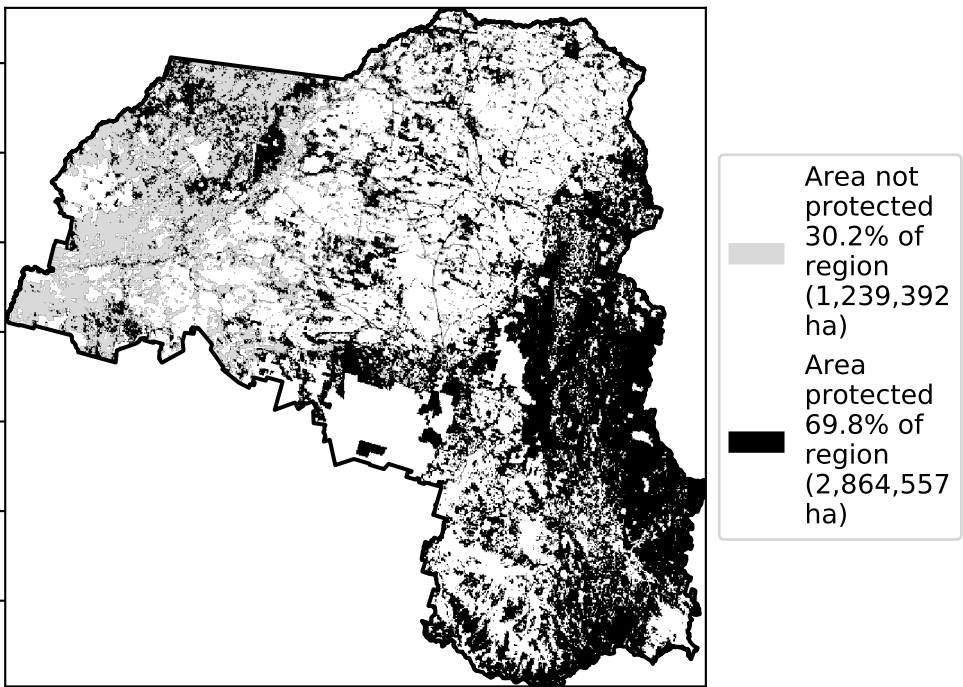 Area not
protected
30.2% of
region
(1,239,392
ha)
Area
protected
69.8% of
region
(2,864,557
ha)